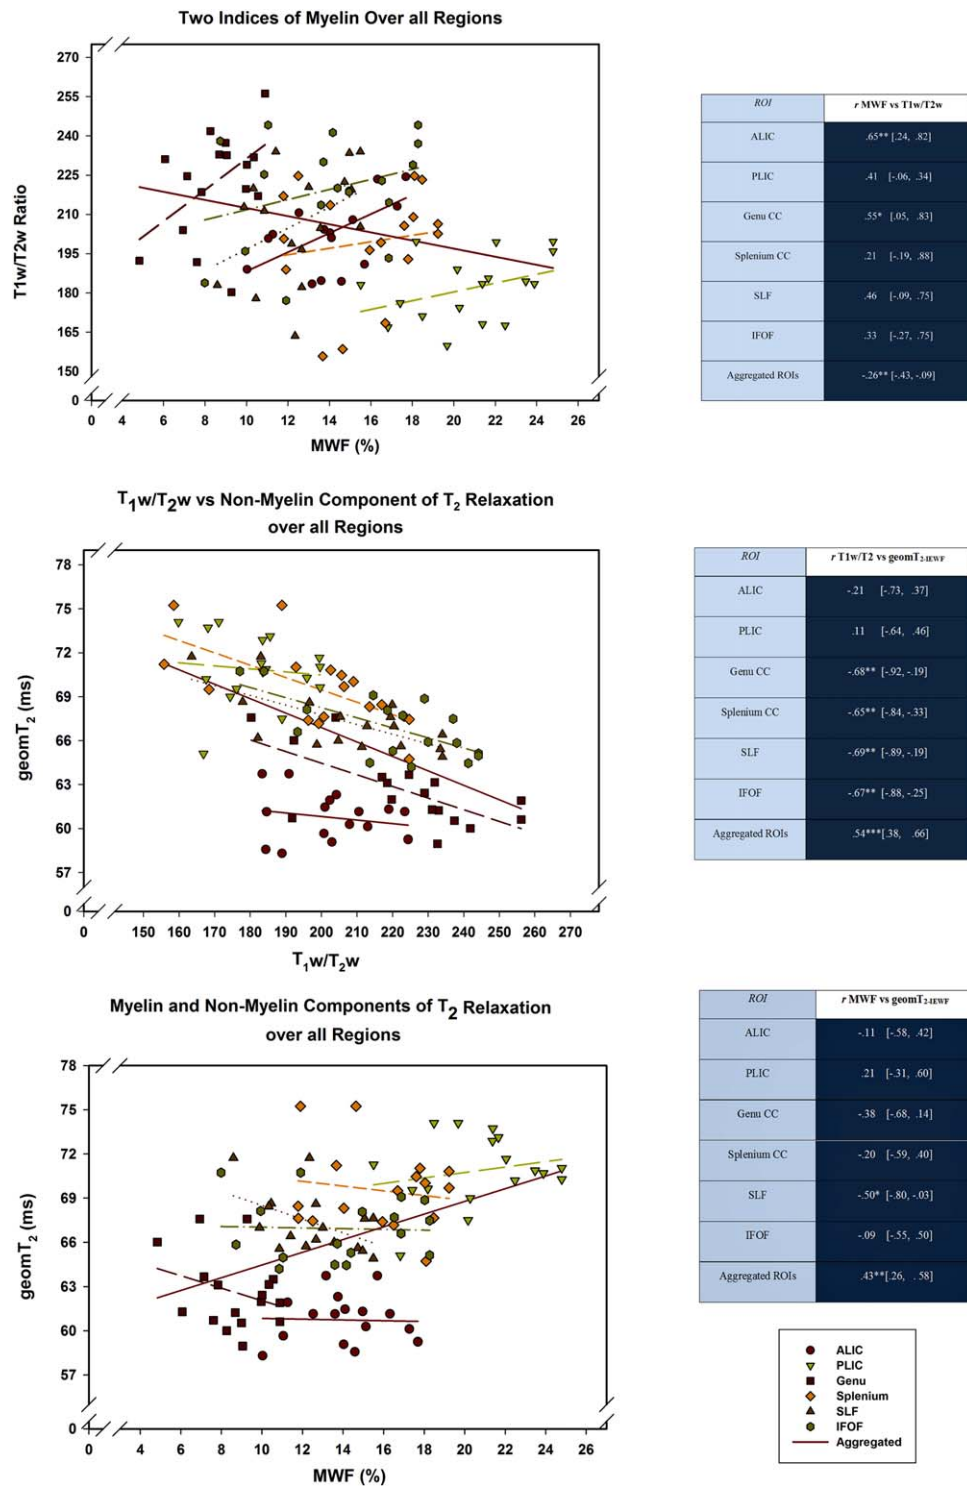 Two Indices of Myelin Over all Regions
T1w/T2w Ratio
270
255
240
225
210
195
180
165
150
0
0 4 6 8 10 12 14 16 18 20 22 24 26
MWF (%)
ROI r MWF vs T1w/T2w
ALIC .65** [.24, .82]
PLIC .41 [-.06, .34]
Genu CC .55* [.05, .83]
Splenium CC .21 [-.19, .88]
SLF .46 [-.09, .75]
IFOF .33 [-.27, .75]
Aggregated ROIs -.26** [-.43, -.09]
T1w/T2w vs Non-Myelin Component of T2 Relaxation
over all Regions
geomT2 (ms)
78
75
72
69
66
63
60
57
0
0 150 160 170 180 190 200 210 220 230 240 250 260 270
T1w/T2w
ROI r T1w/T2 vs geomT2-IEWF
ALIC -.21 [-.73, .37]
PLIC .11 [-.64, .46]
Genu CC -.68** [-.92, -.19]
Splenium CC -.65** [-.84, -.33]
SLF -.69** [-.89, -.19]
IFOF -.67** [-.88, -.25]
Aggregated ROIs .54***[.38, .66]
Myelin and Non-Myelin Components of T2 Relaxation
over all Regions
geomT2 (ms)
78
75
72
69
66
63
60
57
0
0 4 6 8 10 12 14 16 18 20 22 24 26
MWF (%)
ROI r MWF vs geomT2-IEWF
ALIC -.11 [-.58, .42]
PLIC .21 [-.31, .60]
Genu CC -.38 [-.68, .14]
Splenium CC -.20 [-.59, .40]
SLF -.50* [-.80, -.03]
IFOF -.09 [-.55, .50]
Aggregated ROIs .43**[.26, .58]
ALIC
PLIC
Genu
Splenium
SLF
IFOF
Aggregated